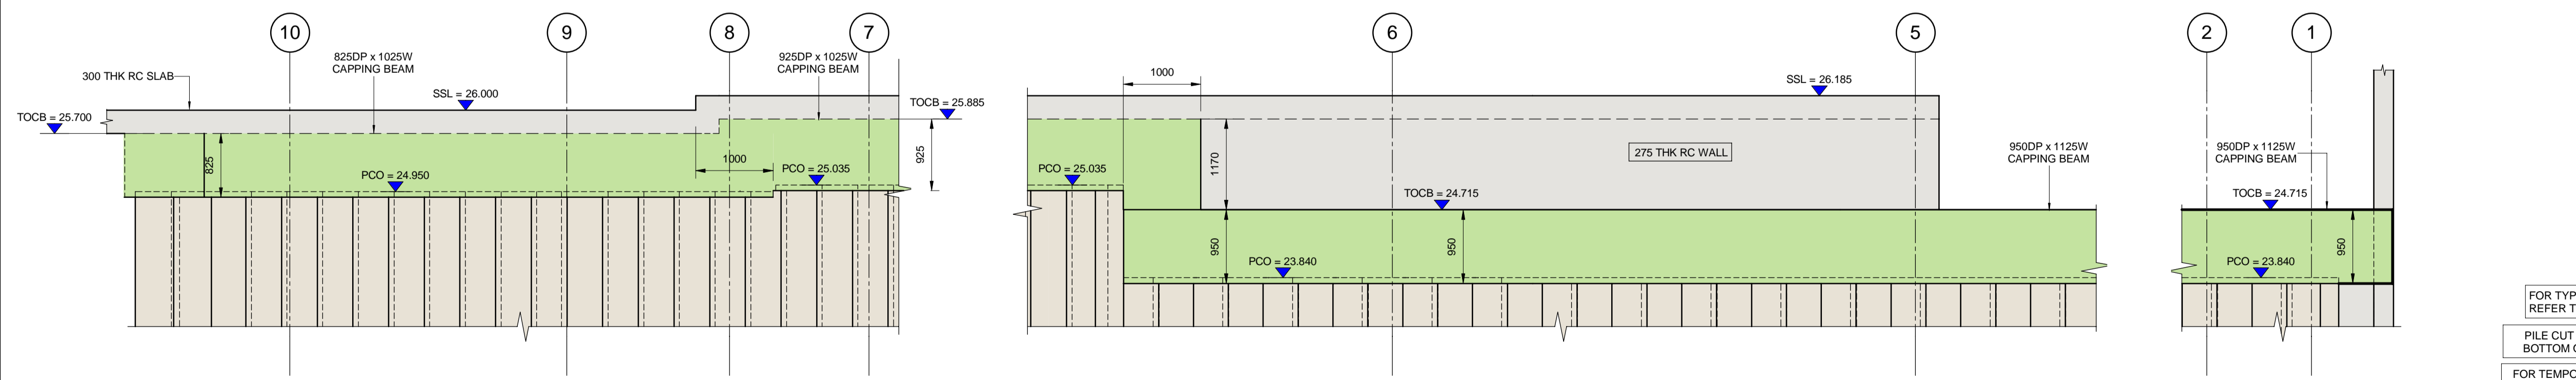 10
9
8
7
6
5
2
1
825DP x 1025W
CAPPING BEAM
925DP x 1025W
CAPPING BEAM
300 THK RC SLAB
SSL = 26.000
TOCB = 25.700
TOCB = 25.885
825
PCO = 24.950
1000
PCO = 25.035
925
1000
SSL = 26.185
PCO = 25.035
1170
275 THK RC WALL
950DP x 1125W
CAPPING BEAM
TOCB = 24.715
950
950
PCO = 23.840
950DP x 1125W
CAPPING BEAM
TOCB = 24.715
PCO = 23.840
950
FOR TYP
REFER T
PILE CUT
BOTTOM
FOR TEMPO